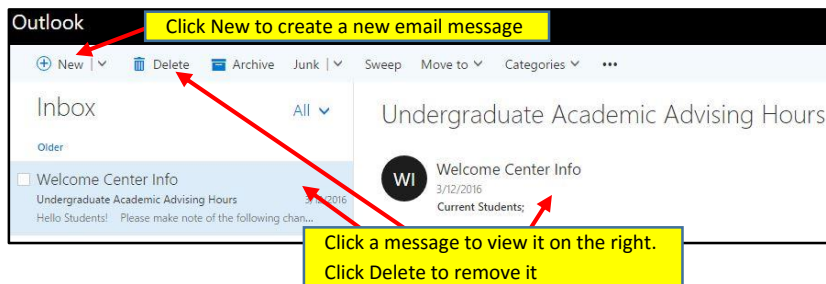 Outlook
Click New to create a new email message
New Delete Archive Junk Sweep Move to Categories •••
Inbox All
Undergraduate Academic Advising Hours
Older
Welcome Center Info
Undergraduate Academic Advising Hours 3/12/2016
Hello Students! Please make note of the following chan...
WI
Welcome Center Info
3/12/2016
Current Students;
Click a message to view it on the right.
Click Delete to remove it